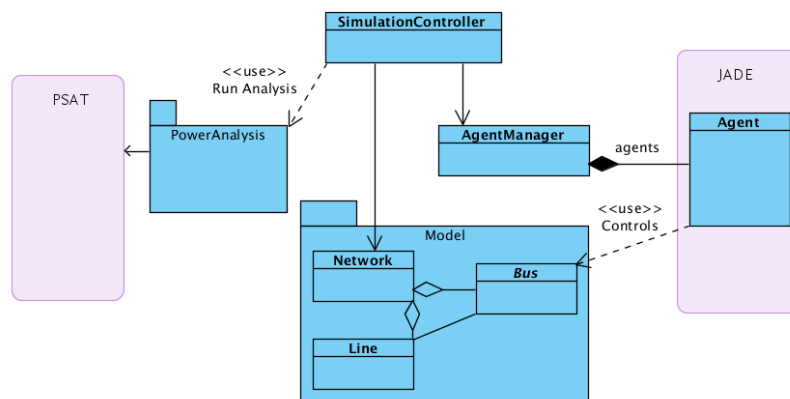 SimulationController
<<use>>
Run Analysis
PSAT
JADE
PowerAnalysis
AgentManager
agents
Agent
<<use>>
Controls
Model
Network
Bus
Line